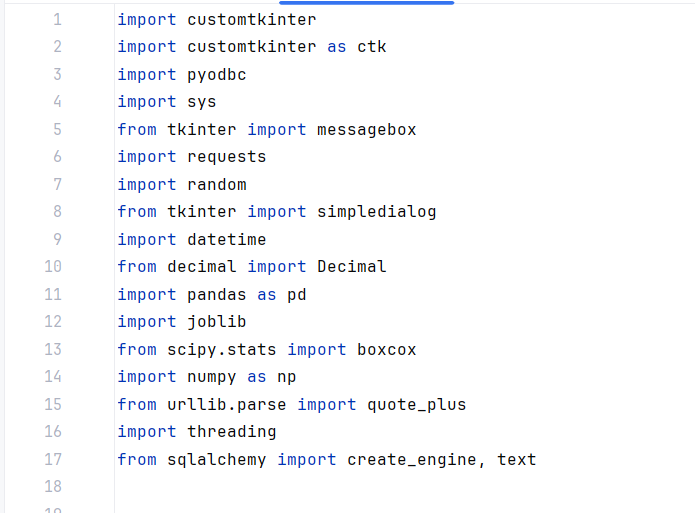 1 import customtkinter
2 import customtkinter as ctk
3 import pyodbc
4 import sys
5 from tkinter import messagebox
6 import requests
7 import random
8 from tkinter import simpledialog
9 import datetime
10 from decimal import Decimal
11 import pandas as pd
12 import joblib
13 from scipy.stats import boxcox
14 import numpy as np
15 from urllib.parse import quote_plus
16 import threading
17 from sqlalchemy import create_engine, text
18